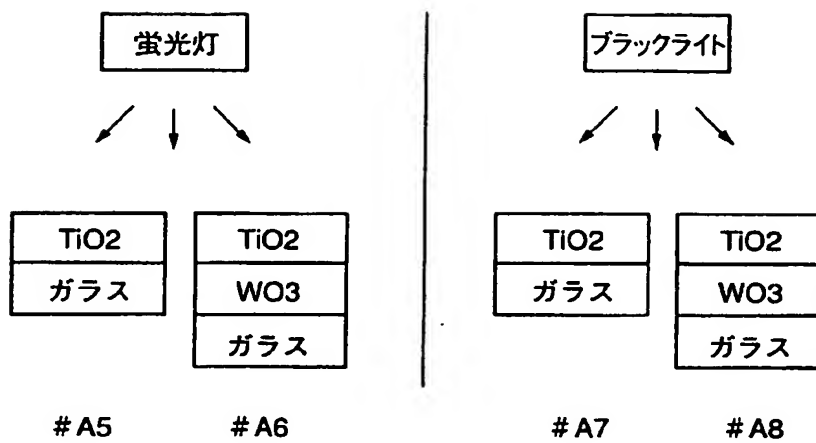 蛍光灯
ブラックライト
TiO2
ガラス
TiO2
WO3
ガラス
TiO2
ガラス
TiO2
WO3
ガラス
#A5
#A6
#A7
#A8